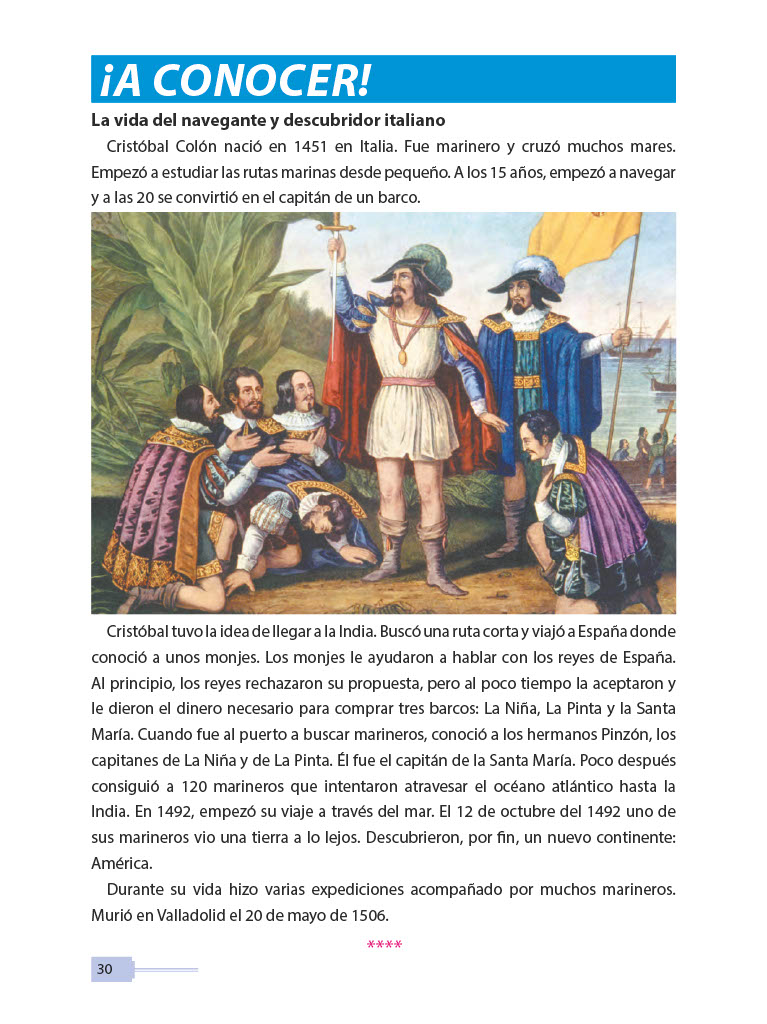 ¡A CONOCER!
La vida del navegante y descubridor italiano
Cristóbal Colón nació en 1451 en Italia. Fue marinero y cruzó muchos mares.
Empezó a estudiar las rutas marinas desde pequeño. A los 15 años, empezó a navegar
y a las 20 se convirtió en el capitán de un barco.
Cristóbal tuvo la idea de llegar a la India. Buscó una ruta corta y viajó a España donde
conoció a unos monjes. Los monjes le ayudaron a hablar con los reyes de España.
Al principio, los reyes rechazaron su propuesta, pero al poco tiempo la aceptaron y
le dieron el dinero necesario para comprar tres barcos: La Niña, La Pinta y la Santa
María. Cuando fue al puerto a buscar marineros, conoció a los hermanos Pinzón, los
capitanes de La Niña y de La Pinta. Él fue el capitán de la Santa María. Poco después
consiguió a 120 marineros que intentaron atravesar el océano atlántico hasta la
India. En 1492, empezó su viaje a través del mar. El 12 de octubre del 1492 uno de
sus marineros vio una tierra a lo lejos. Descubrieron, por fin, un nuevo continente:
América.
Durante su vida hizo varias expediciones acompañado por muchos marineros.
Murió en Valladolid el 20 de mayo de 1506.
****
30